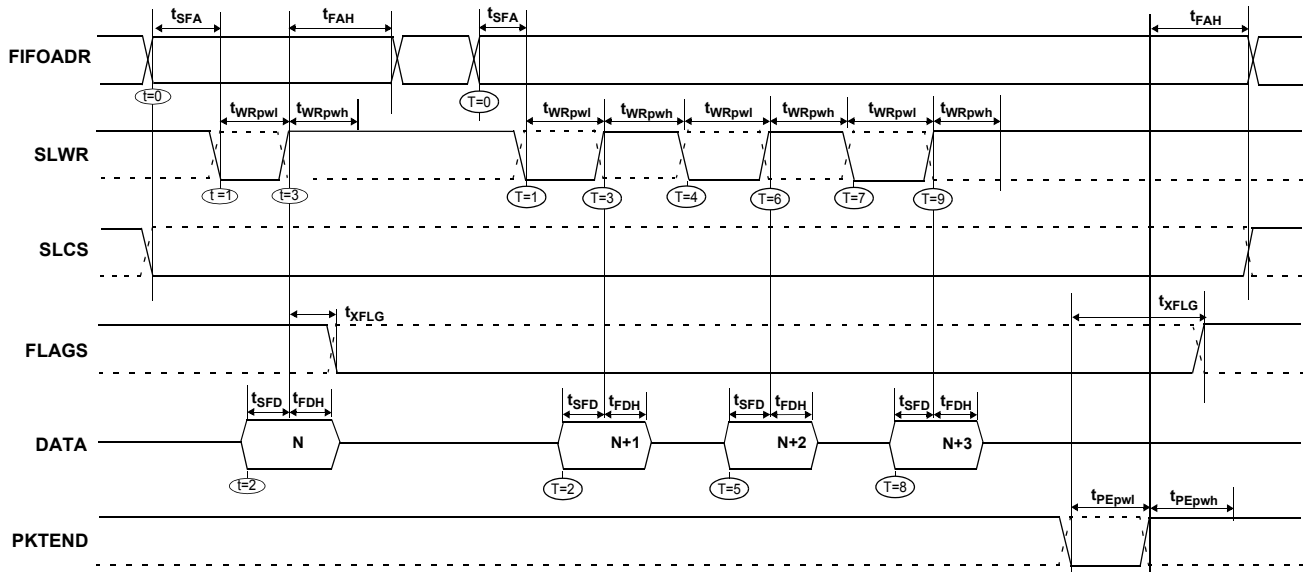 tSFA tFAH tSFA tFAH
FIFOADR
t=0 T=0
tWRpwl tWRpwh tWRpwl tWRpwh tWRpwl tWRpwh tWRpwl tWRpwh
SLWR
t =1 t=3 T=1 T=3 T=4 T=6 T=7 T=9
SLCS
tXFLG tXFLG
FLAGS
tSFD tFDH tSFD tFDH tSFD tFDH tSFD tFDH
DATA N N+1 N+2 N+3
t=2 T=2 T=5 T=8
tPEpwl tPEpwh
PKTEND